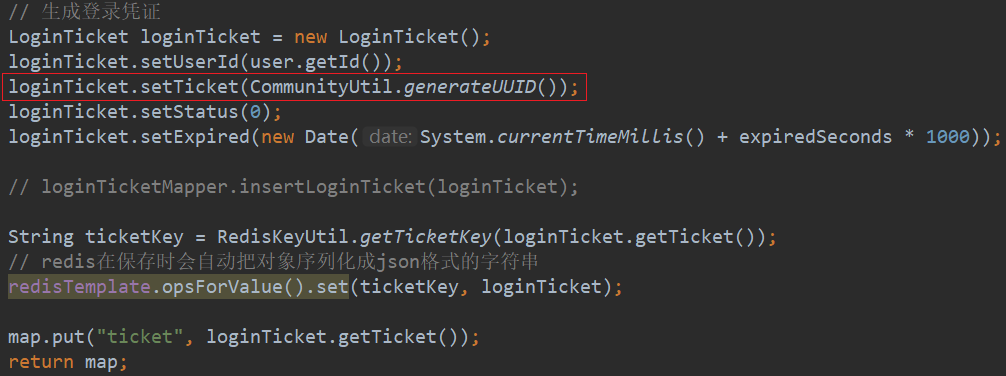 // 生成登录凭证
LoginTicket loginTicket = new LoginTicket();
loginTicket.setUserId(user.getId());
loginTicket.setTicket(CommunityUtil.generateUUID());
loginTicket.setStatus(0);
loginTicket.setExpired(new Date( date: System.currentTimeMillis() + expiredSeconds * 1000));
// loginTicketMapper.insertLoginTicket(loginTicket);
String ticketKey = RedisKeyUtil.getTicketKey(loginTicket.getTicket());
// redis在保存时会自动把对象序列化成json格式的字符串
redisTemplate.opsForValue().set(ticketKey, loginTicket);
map.put("ticket", loginTicket.getTicket());
return map;